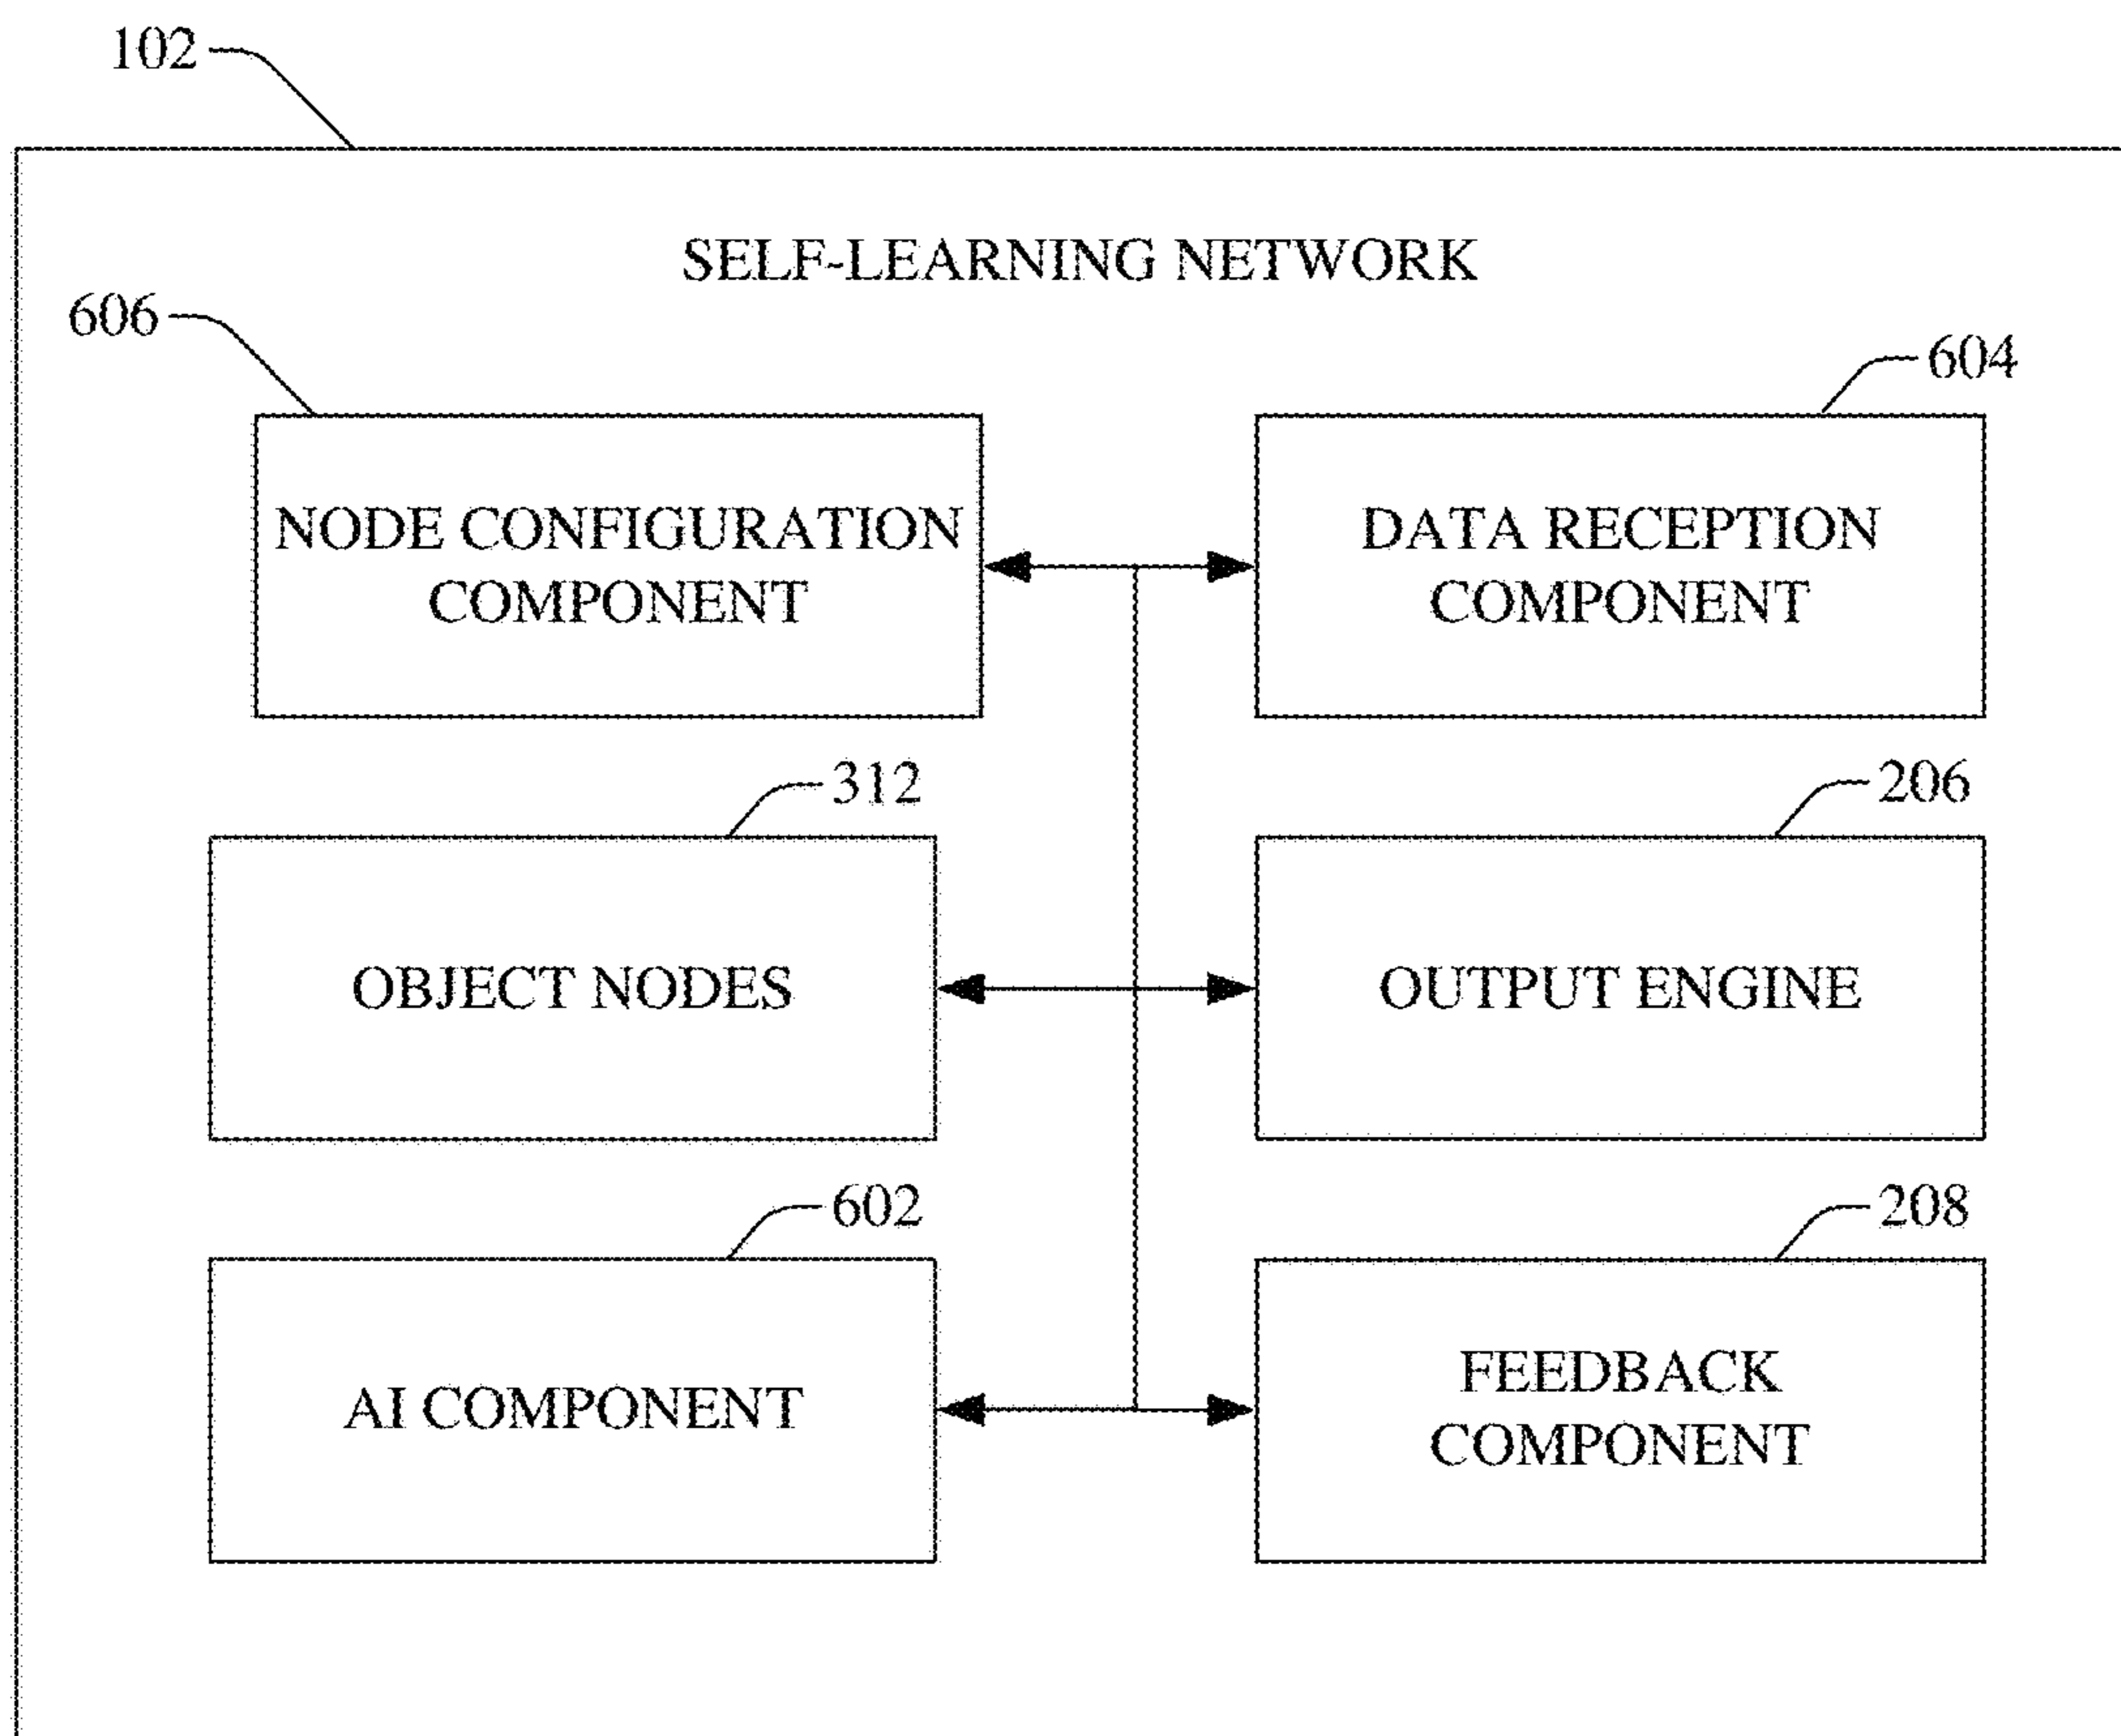 102
SELF-LEARNING NETWORK
606
604
NODE CONFIGURATION
COMPONENT
DATA RECEPTION
COMPONENT
312
206
OBJECT NODES
OUTPUT ENGINE
602
208
AI COMPONENT
FEEDBACK
COMPONENT